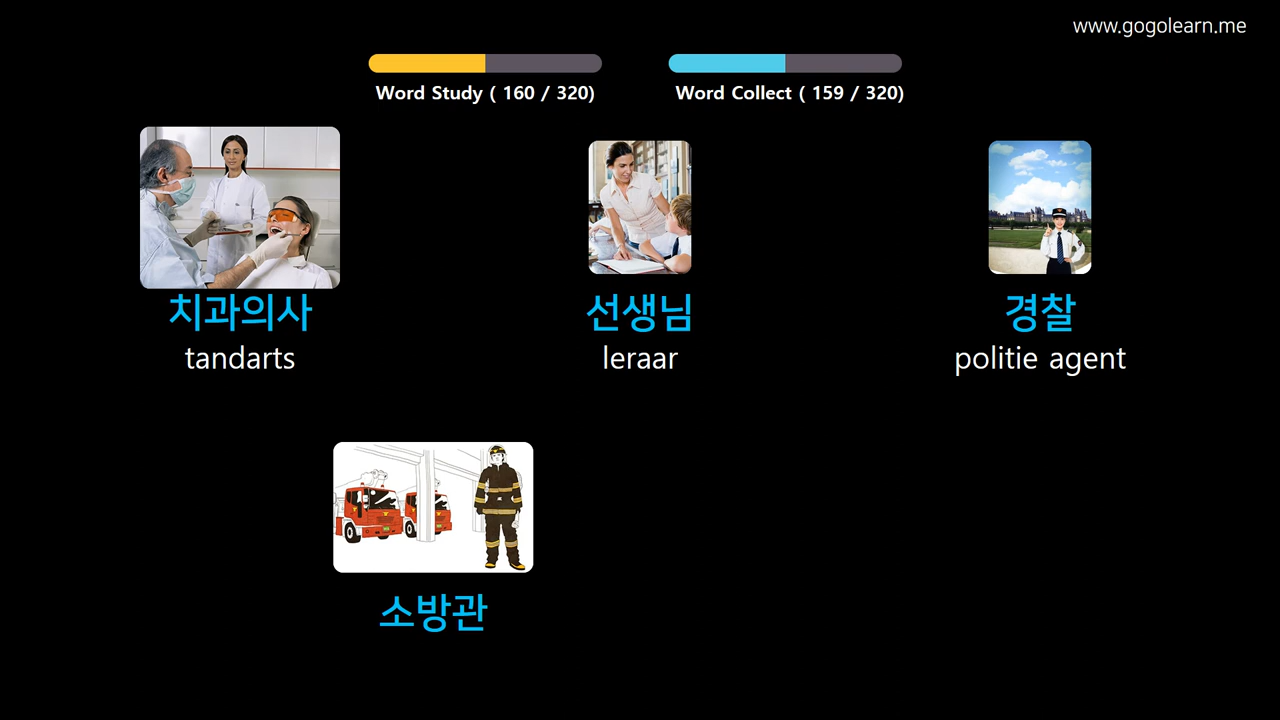 www.gogolearn.me
Word Study ( 160 / 320)
Word Collect ( 159 / 320)
치과의사
tandarts
선생님
leraar
경찰
politie agent
소방관